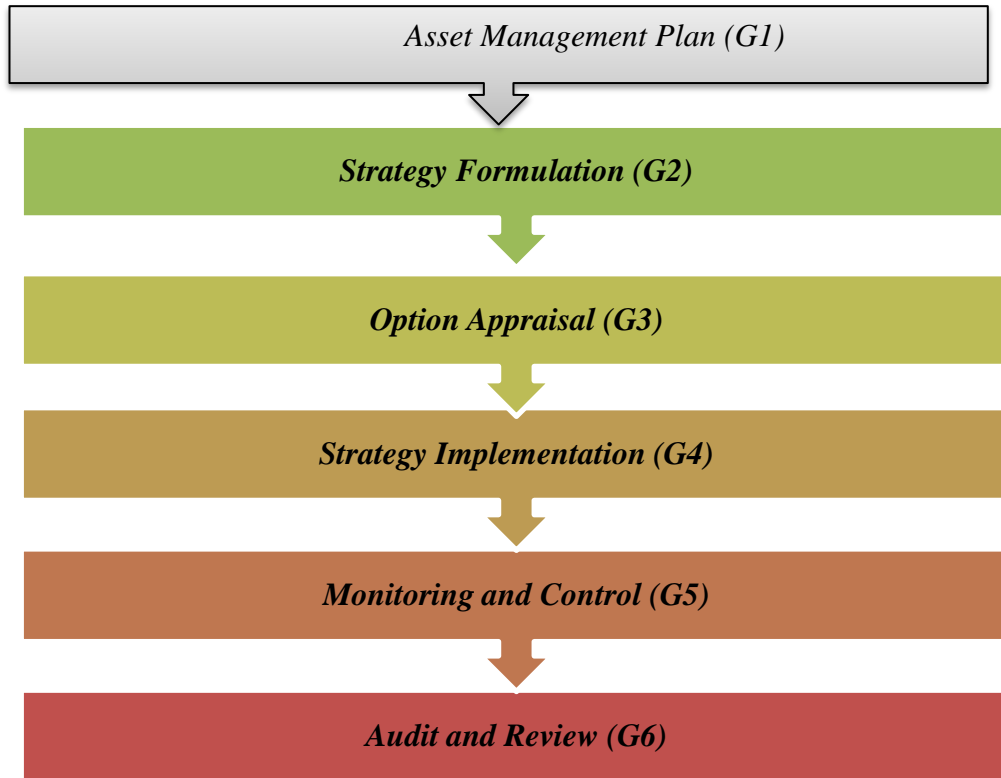 Asset Management Plan (G1)
Strategy Formulation (G2)
Option Appraisal (G3)
Strategy Implementation (G4)
Monitoring and Control (G5)
Audit and Review (G6)